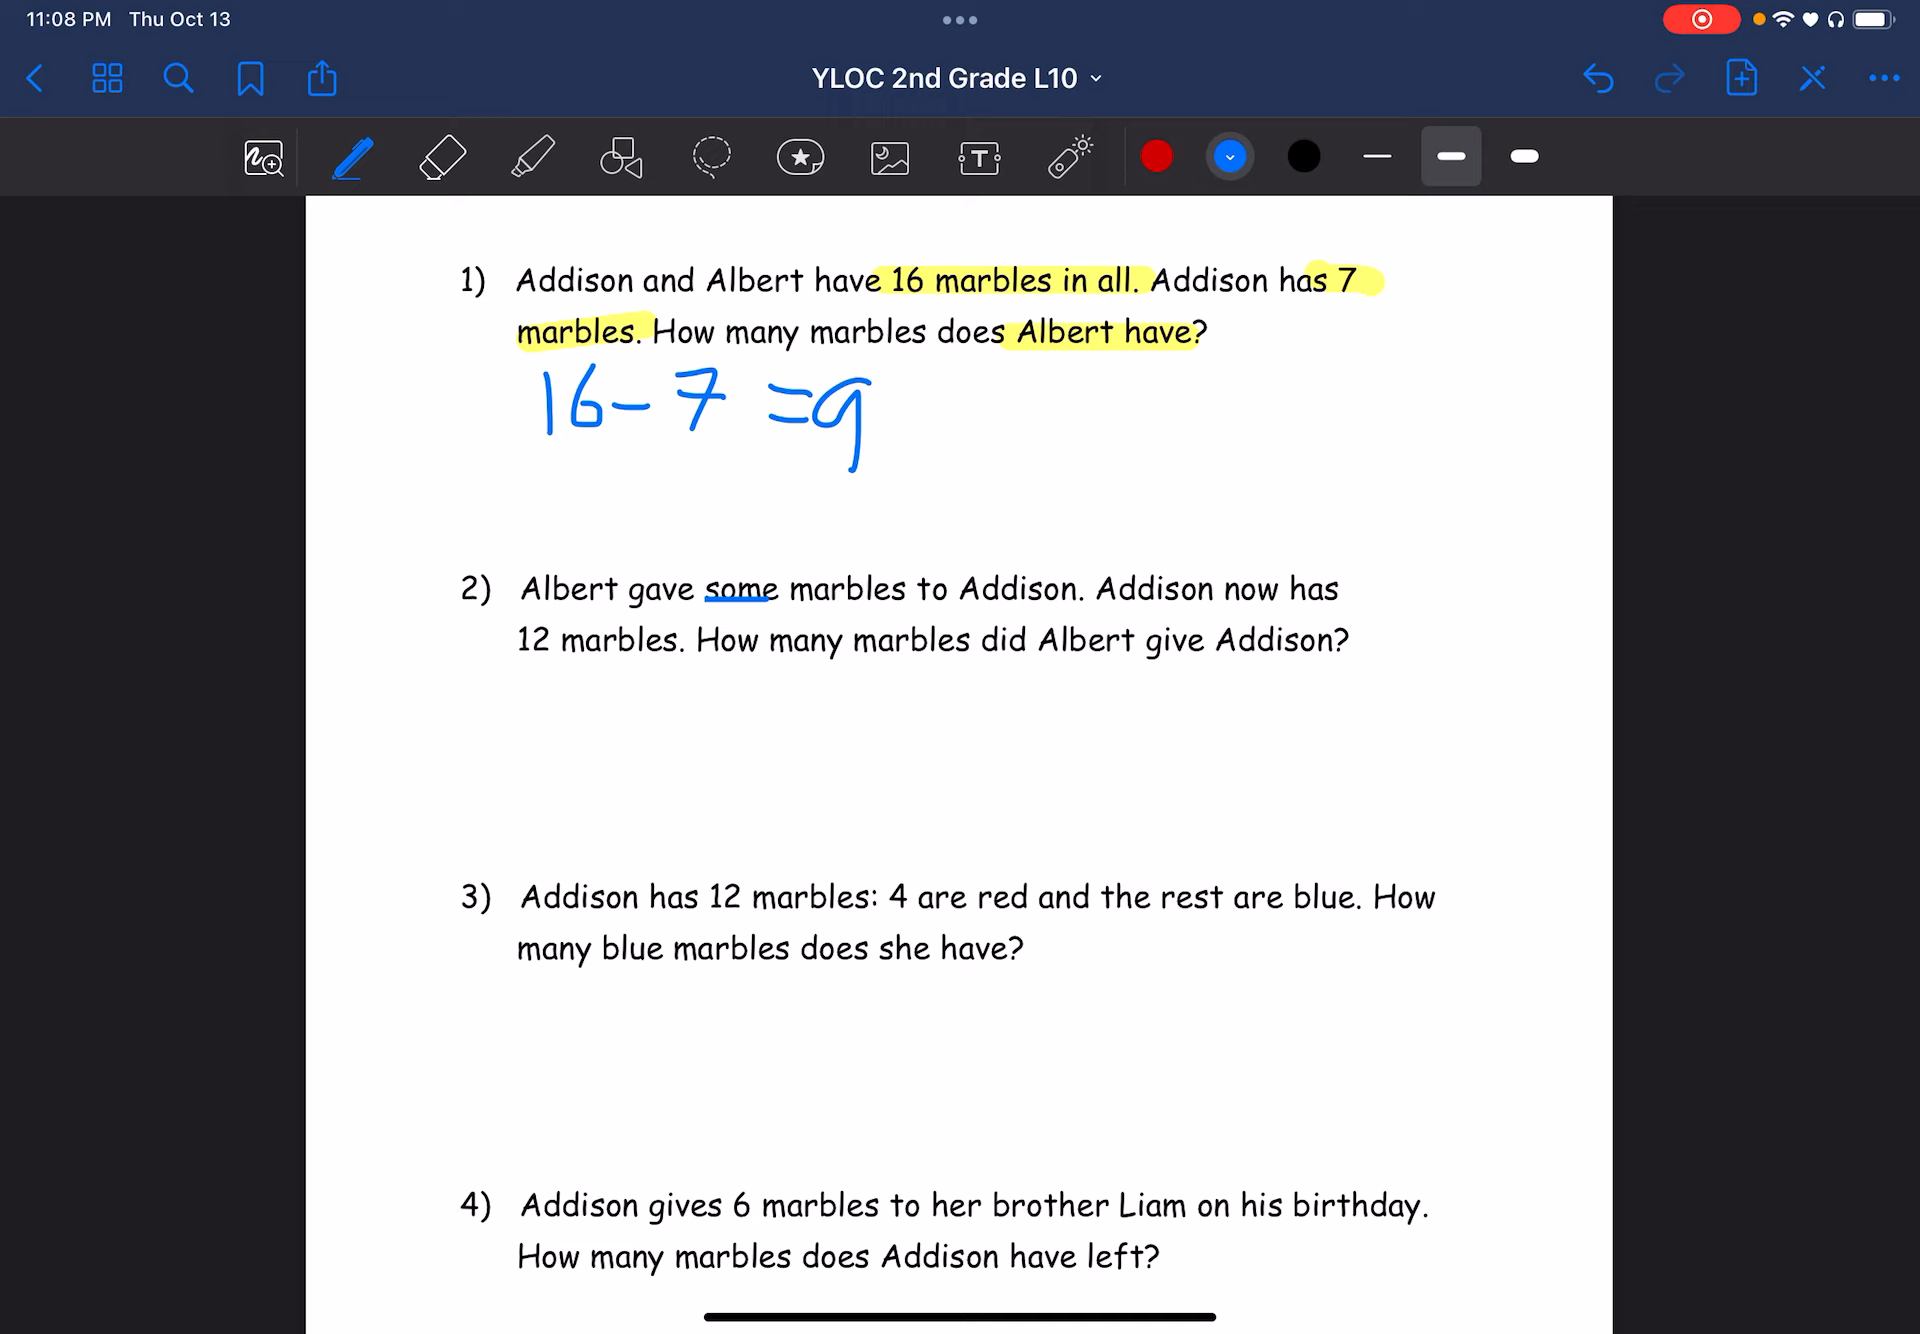 11:08 PM Thu Oct 13
YLOC 2nd Grade L10
T
1) Addison and Albert have 16 marbles in all. Addison has 7
marbles. How many marbles does Albert have?
16 - 7 = 9
2) Albert gave some marbles to Addison. Addison now has
12 marbles. How many marbles did Albert give Addison?
3) Addison has 12 marbles: 4 are red and the rest are blue. How
many blue marbles does she have?
4) Addison gives 6 marbles to her brother Liam on his birthday.
How many marbles does Addison have left?